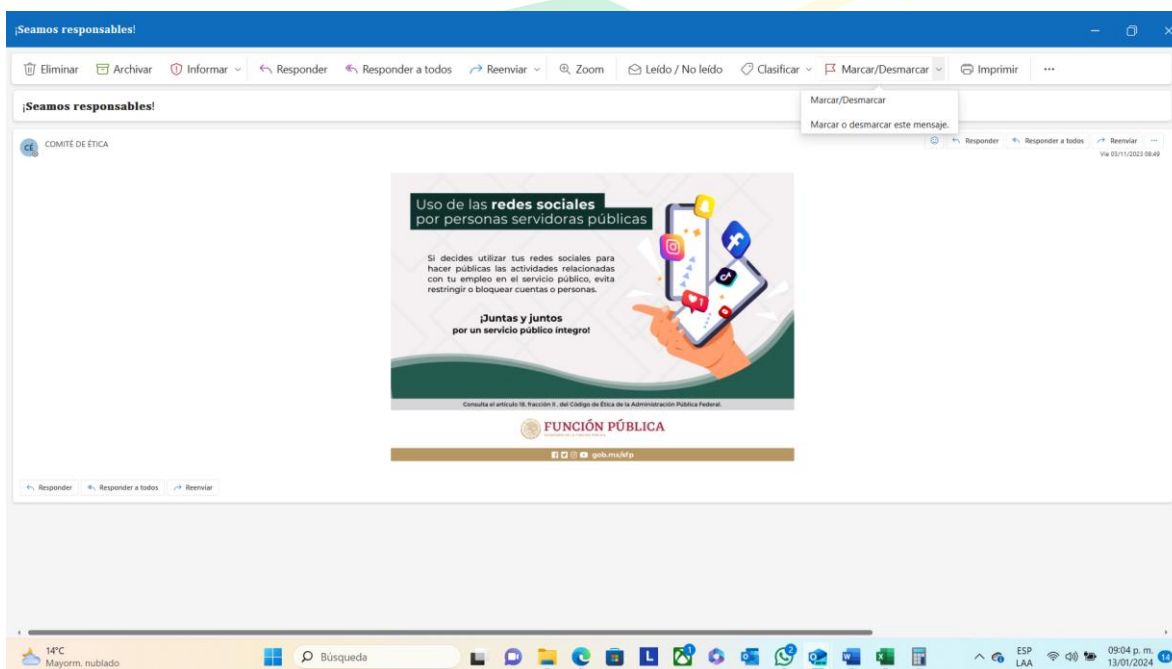 ¡Seamos responsables!
Eliminar Archivar Informar Responder Responder a todos Reenviar Zoom Leído / No leído Clasificar Marcar/Desmarcar Imprimir ...
¡Seamos responsables!
Marcar/Desmarcar
Marcar o desmarcar este mensaje.
CÉ COMITÉ DE ÉTICA
Responder Responder a todos Reenviar ...
Vie 03/11/2023 08:49
Uso de las redes sociales
por personas servidoras públicas
Si decides utilizar tus redes sociales para
hacer públicas las actividades relacionadas
con tu empleo en el servicio público, evita
restringir o bloquear cuentas o personas.
¡Juntas y juntos
por un servicio público íntegro!
Consulta el artículo 18, fracción II, del Código de Ética de la Administración Pública Federal.
FUNCIÓN PÚBLICA
gob.mx/sfp
Responder Responder a todos Reenviar
14°C
Mayorm. nublado
Búsqueda
ESP
LAA
09:04 p. m.
13/01/2024